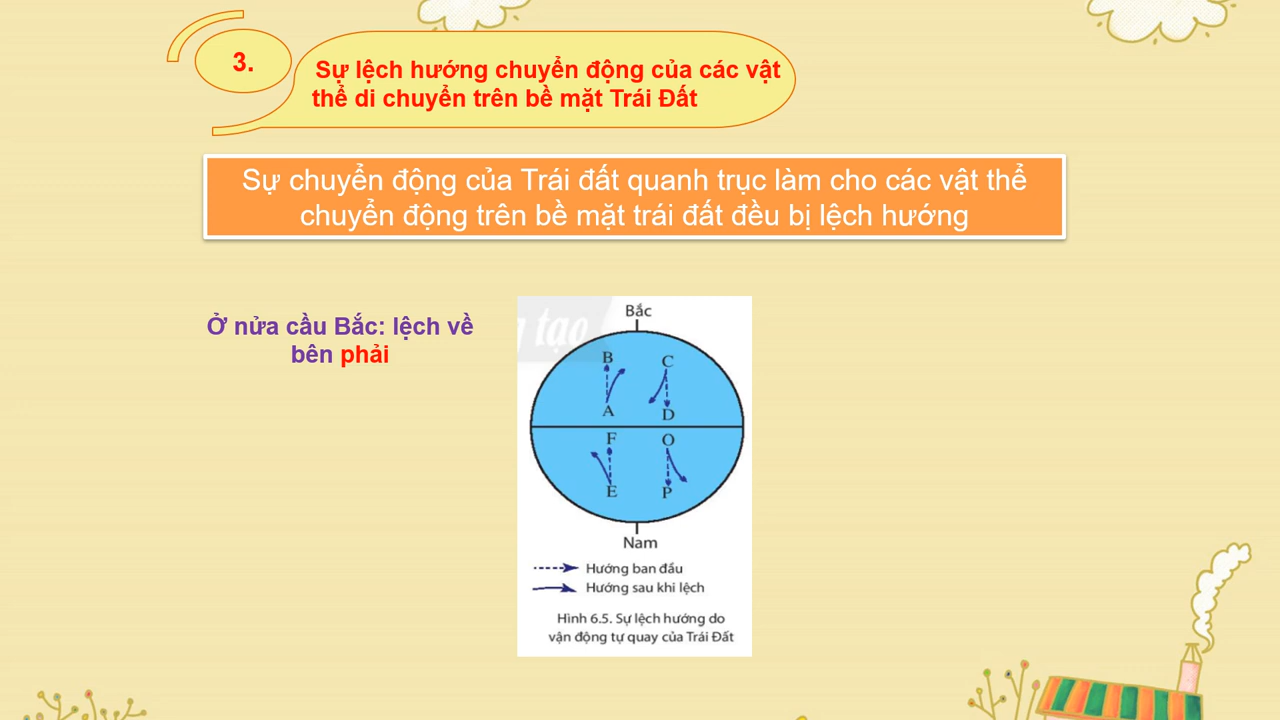 3.
Sự lệch hướng chuyển động của các vật
thể di chuyển trên bề mặt Trái Đất
Sự chuyển động của Trái đất quanh trục làm cho các vật thể
chuyển động trên bề mặt trái đất đều bị lệch hướng
Ở nửa cầu Bắc: lệch về
bên phải
tạo
Bắc
B
C
A
D
F
O
E
P
Nam
Hướng ban đầu
Hướng sau khi lệch
Hình 6.5. Sự lệch hướng do
vận động tự quay của Trái Đất